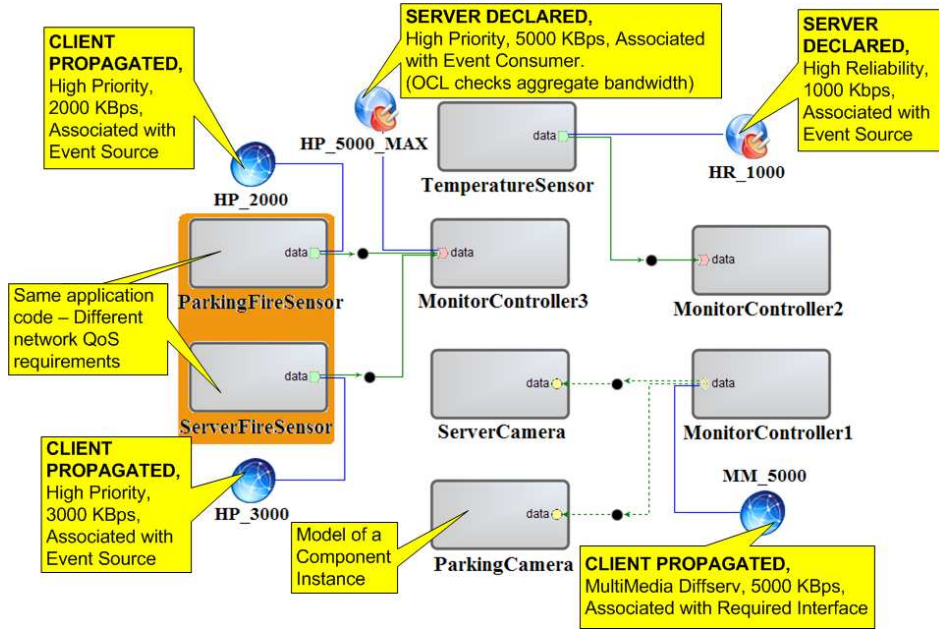 CLIENT
PROPAGATED,
High Priority,
2000 KBps,
Associated with
Event Source
SERVER DECLARED,
High Priority, 5000 KBps, Associated
with Event Consumer.
(OCL checks aggregate bandwidth)
SERVER
DECLARED,
High Reliability,
1000 Kbps,
Associated with
Event Source
HP_2000
HP_5000_MAX
data
TemperatureSensor
HR_1000
data
ParkingFireSensor
data
MonitorController3
data
MonitorController2
Same application
code – Different
network QoS
requirements
data
ServerFireSensor
data
ServerCamera
data
MonitorController1
CLIENT
PROPAGATED,
High Priority,
3000 KBps,
Associated with
Event Source
HP_3000
Model of a
Component
Instance
data
ParkingCamera
MM_5000
CLIENT PROPAGATED,
MultiMedia Diffserv, 5000 KBps,
Associated with Required Interface